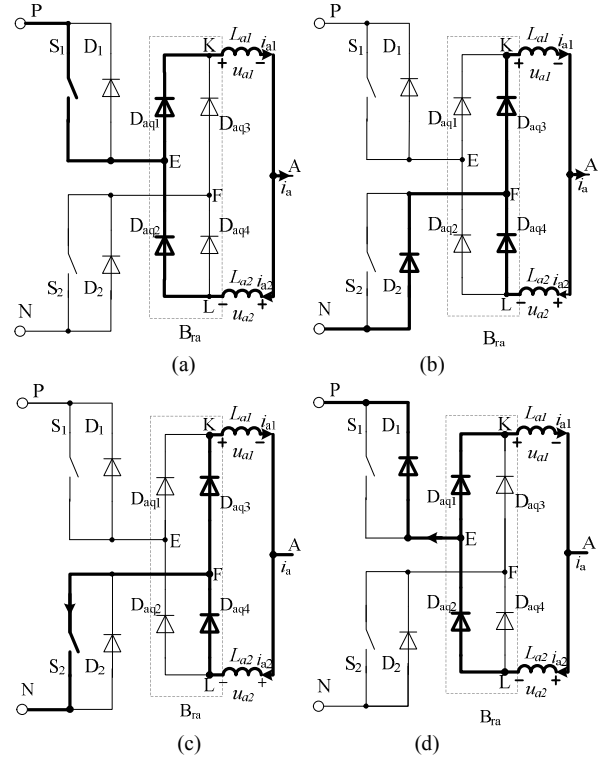 P
S1 D1
K La1 ia1
+ ua1 −
Daq1 Daq3
E A
ia
F
Daq2 Daq4
S2 D2
La2 ia2
N L − ua2 +
Bra
(a)
P
S1 D1
K La1 ia1
+ ua1 −
Daq1 Daq3
E A
ia
F
Daq2 Daq4
S2 D2
La2 ia2
N L − ua2 +
Bra
(b)
P
S1 D1
K La1 ia1
+ ua1 −
Daq1 Daq3
E A
ia
F
Daq2 Daq4
S2 D2
La2 ia2
N L − ua2 +
Bra
(c)
P
S1 D1
K La1 ia1
+ ua1 −
Daq1 Daq3
E A
ia
F
Daq2 Daq4
S2 D2
La2 ia2
N L − ua2 +
Bra
(d)